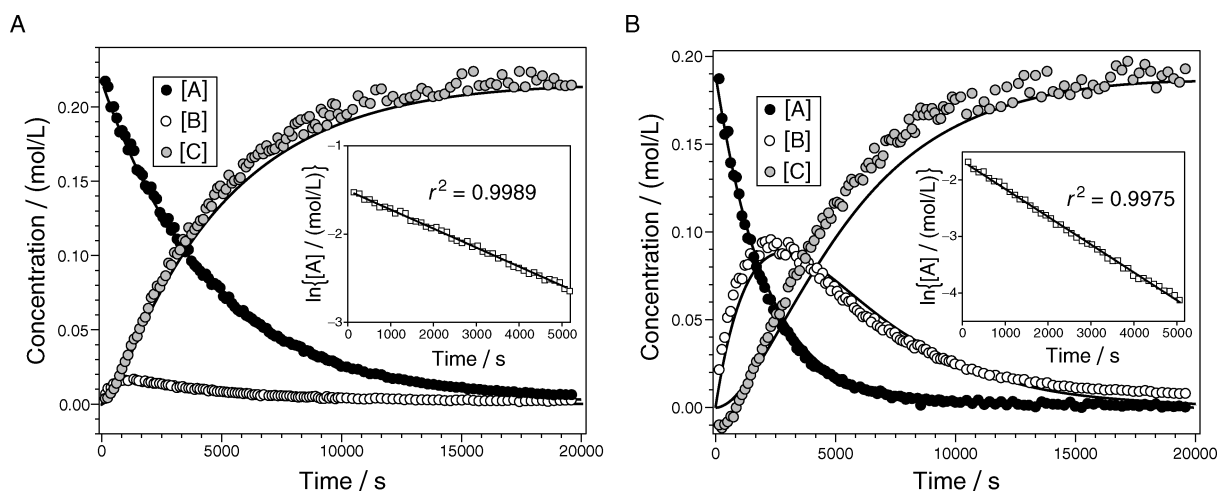 A
Concentration / (mol/L)
0.20
0.15
0.10
0.05
0.00
[A]
[B]
[C]
ln{[A] / (mol/L)}
−1
−2
−3
r² = 0.9989
0 1000 2000 3000 4000 5000
Time / s
0 5000 10000 15000 20000
Time / s
B
Concentration / (mol/L)
0.20
0.15
0.10
0.05
0.00
[A]
[B]
[C]
ln{[A] / (mol/L)}
−2
−3
−4
r² = 0.9975
0 1000 2000 3000 4000 5000
Time / s
0 5000 10000 15000 20000
Time / s